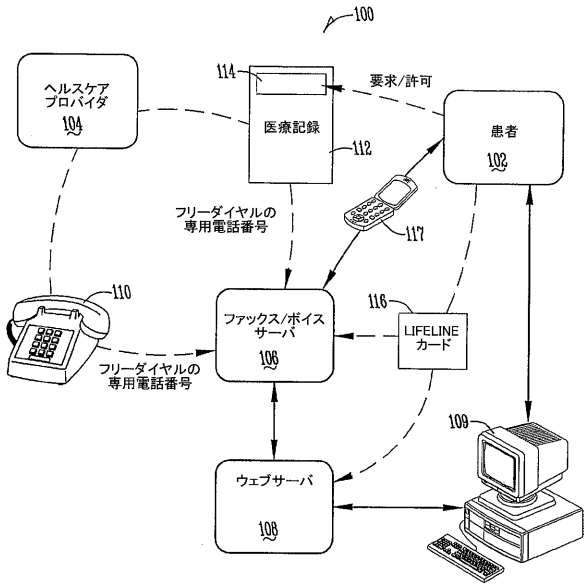 100
114
要求/許可
ヘルスケア
プロバイダ
104
医療記録
112
患者
102
フリーダイヤルの
専用電話番号
117
110
116
ファックス/ボイス
サーバ
106
LIFELINE
カード
フリーダイヤルの
専用電話番号
109
ウェブサーバ
108